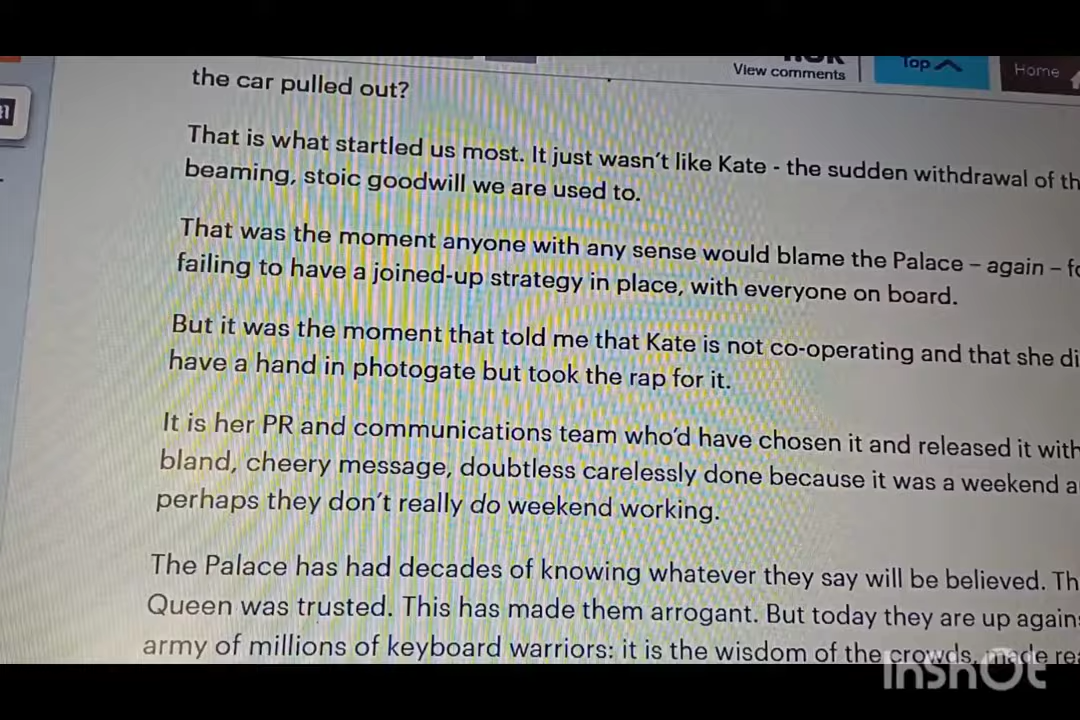 View comments
Top
Home
the car pulled out?
That is what startled us most. It just wasn't like Kate - the sudden withdrawal of
beaming, stoic goodwill we are used to.
That was the moment anyone with any sense would blame the Palace – again –
failing to have a joined-up strategy in place, with everyone on board.
But it was the moment that told me that Kate is not co-operating and that she
have a hand in photogate but took the rap for it.
It is her PR and communications team who'd have chosen it and released it with
bland, cheery message, doubtless carelessly done because it was a weekend
perhaps they don't really do weekend working.
The Palace has had decades of knowing whatever they say will be believed.
Queen was trusted. This has made them arrogant. But today they are up
army of millions of keyboard warriors: it is the wisdom of the crowds, made
InShOt